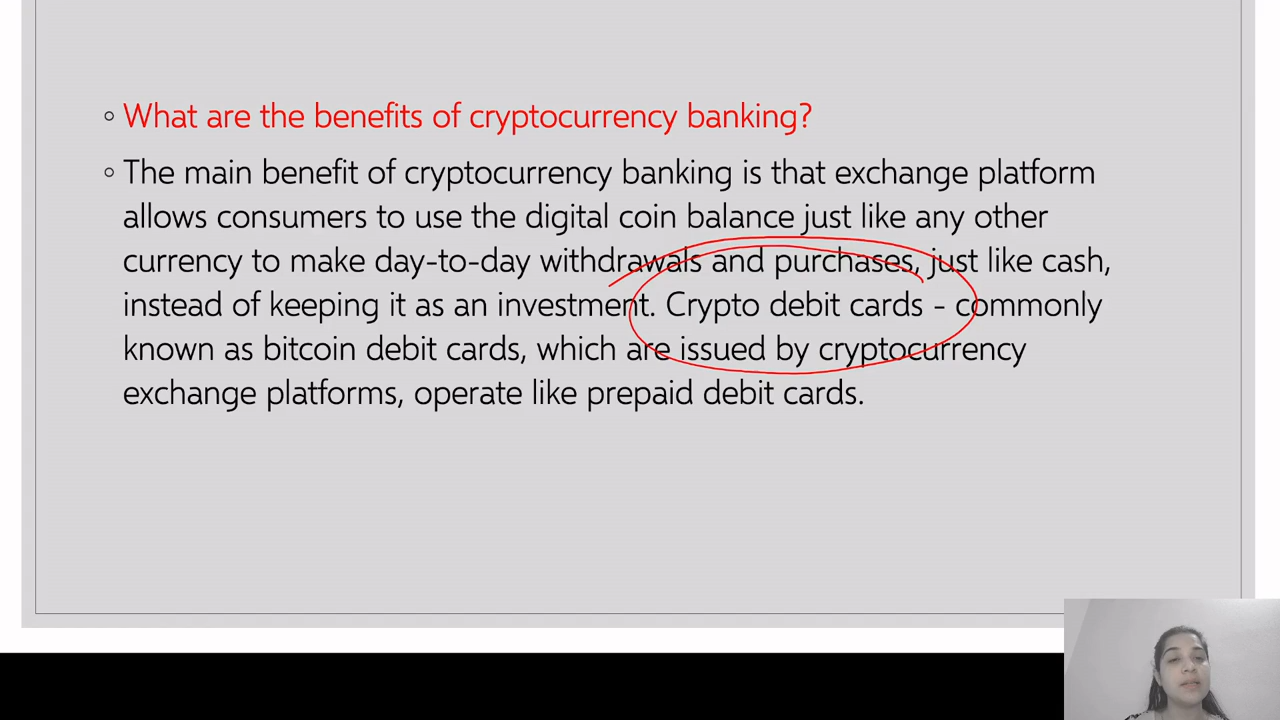 What are the benefits of cryptocurrency banking?
The main benefit of cryptocurrency banking is that exchange platform
allows consumers to use the digital coin balance just like any other
currency to make day-to-day withdrawals and purchases, just like cash,
instead of keeping it as an investment. Crypto debit cards - commonly
known as bitcoin debit cards, which are issued by cryptocurrency
exchange platforms, operate like prepaid debit cards.